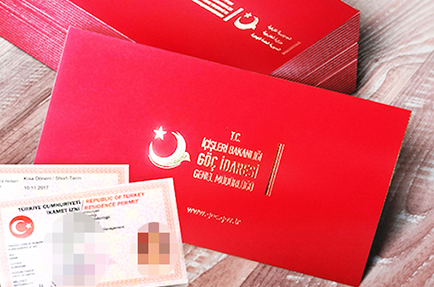 T.C.
İÇİŞLERİ BAKANLIĞI
GÖÇ İDARESİ
GENEL MÜDÜRLÜĞÜ
www.goc.gov.tr
Kısa Dönem / Short Term
10.11.2017
TÜRKİYE CUMHURİYETİ REPUBLIC OF TURKEY
İKAMET İZNİ RESIDENCE PERMIT